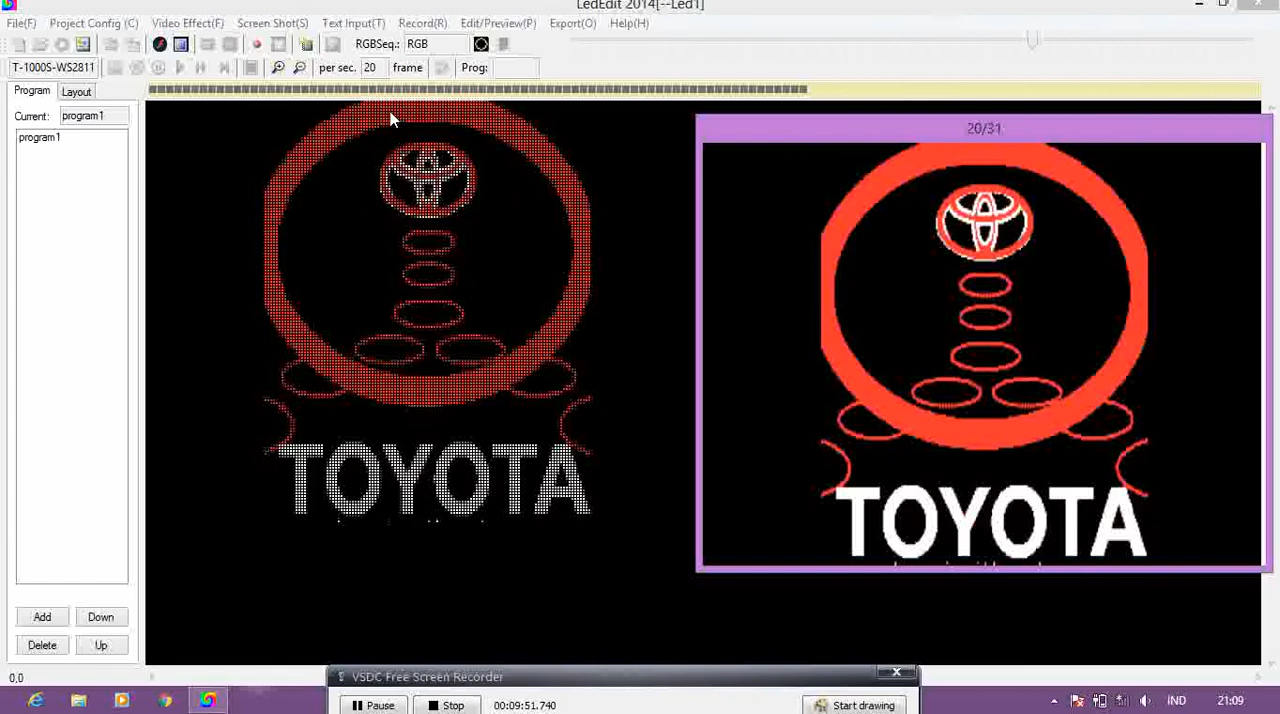 LedEdit 2014[--Led1]
File(F) Project Config (C) Video Effect(F) Screen Shot(S) Text Input(T) Record(R) Edit/Preview(P) Export(O) Help(H)
RGBSeq.: RGB
T-1000S-WS2811 per sec. 20 frame Prog:
Program Layout
Current: program1
program1
20/31
TOYOTA
TOYOTA
Add Down
Delete Up
0,0
VSDC Free Screen Recorder
Pause Stop 00:09:51.740 Start drawing
IND 21:09